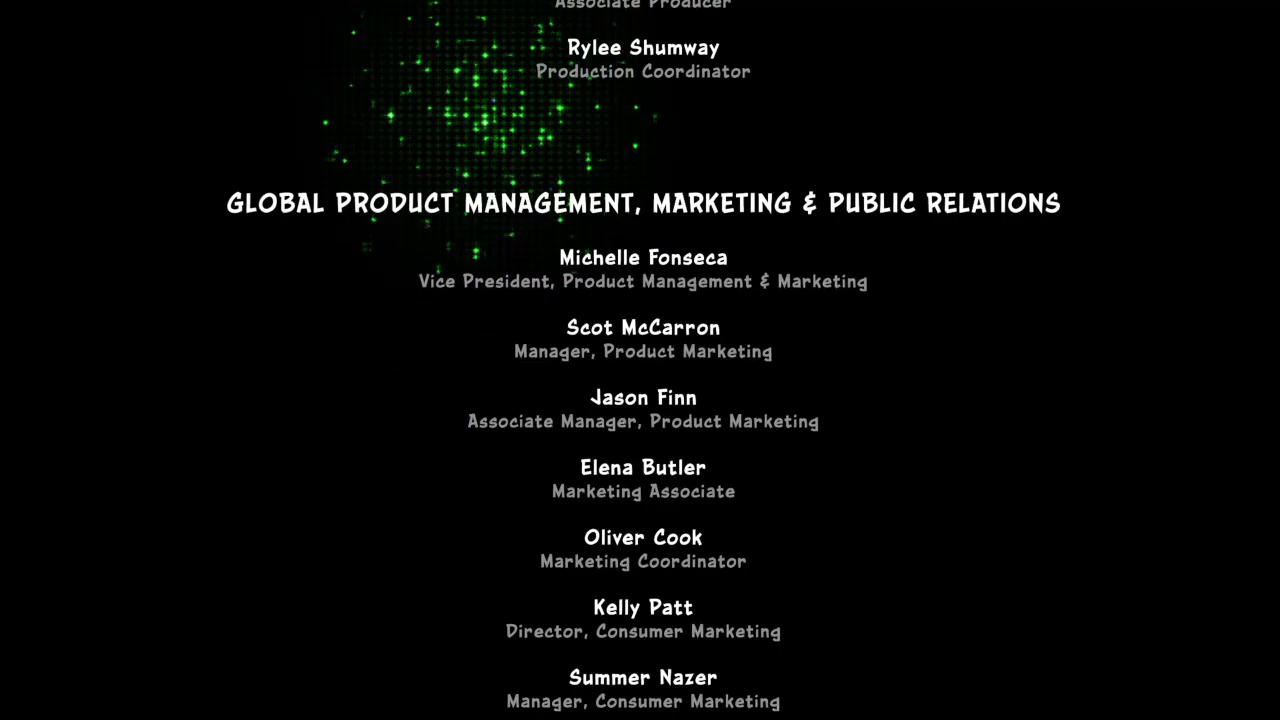 Associate Producer
Rylee Shumway
Production Coordinator
GLOBAL PRODUCT MANAGEMENT, MARKETING & PUBLIC RELATIONS
Michelle Fonseca
Vice President, Product Management & Marketing
Scot McCarron
Manager, Product Marketing
Jason Finn
Associate Manager, Product Marketing
Elena Butler
Marketing Associate
Oliver Cook
Marketing Coordinator
Kelly Patt
Director, Consumer Marketing
Summer Nazer
Manager, Consumer Marketing